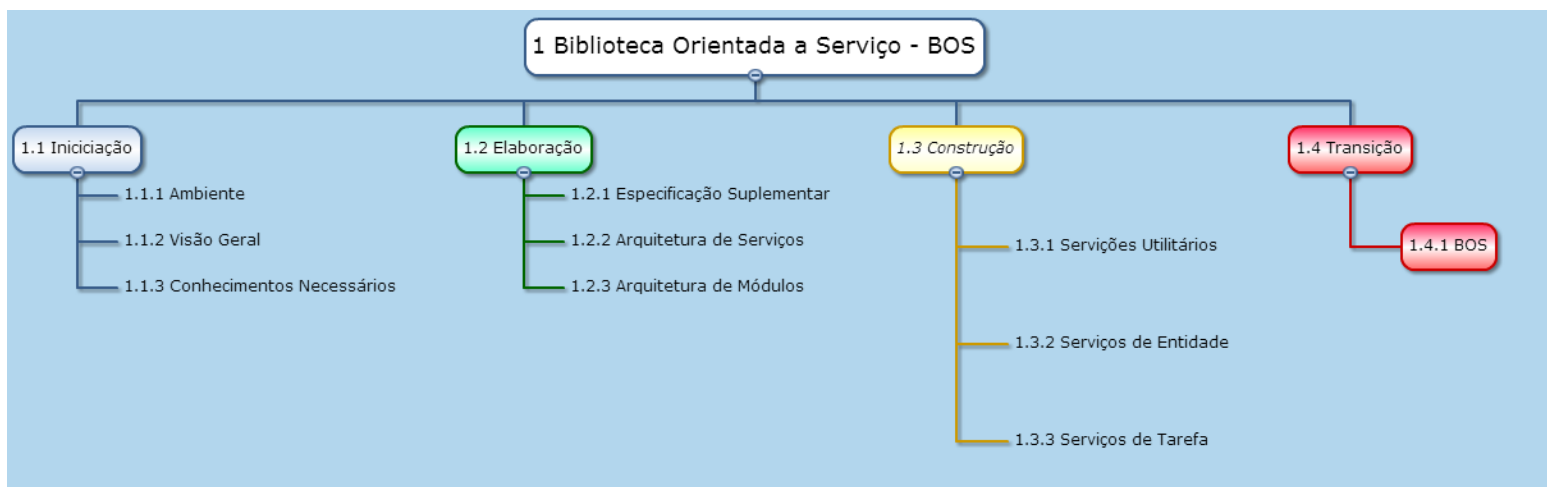 1 Biblioteca Orientada a Serviço - BOS
1.1 Iniciciação
1.1.1 Ambiente
1.1.2 Visão Geral
1.1.3 Conhecimentos Necessários
1.2 Elaboração
1.2.1 Especificação Suplementar
1.2.2 Arquitetura de Serviços
1.2.3 Arquitetura de Módulos
1.3 Construção
1.3.1 Servições Utilitários
1.3.2 Serviços de Entidade
1.3.3 Serviços de Tarefa
1.4 Transição
1.4.1 BOS